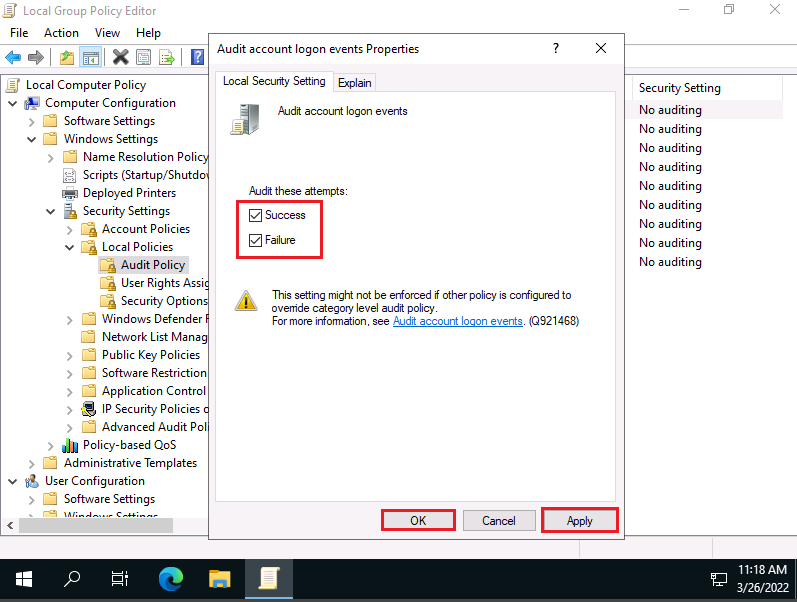 Local Group Policy Editor
File Action View Help
Local Computer Policy
Computer Configuration
Software Settings
Windows Settings
Name Resolution Policy
Scripts (Startup/Shutdow
Deployed Printers
Security Settings
Account Policies
Local Policies
Audit Policy
User Rights Assig
Security Options
Windows Defender F
Network List Manag
Public Key Policies
Software Restriction
Application Control
IP Security Policies o
Advanced Audit Poli
Policy-based QoS
Administrative Templates
User Configuration
Software Settings
Windows Settings
Audit account logon events Properties
?
Local Security Setting
Explain
Audit account logon events
Audit these attempts:
Success
Failure
This setting might not be enforced if other policy is configured to
override category level audit policy.
For more information, see Audit account logon events. (Q921468)
OK
Cancel
Apply
Security Setting
No auditing
No auditing
No auditing
No auditing
No auditing
No auditing
No auditing
No auditing
No auditing
11:18 AM
3/26/2022